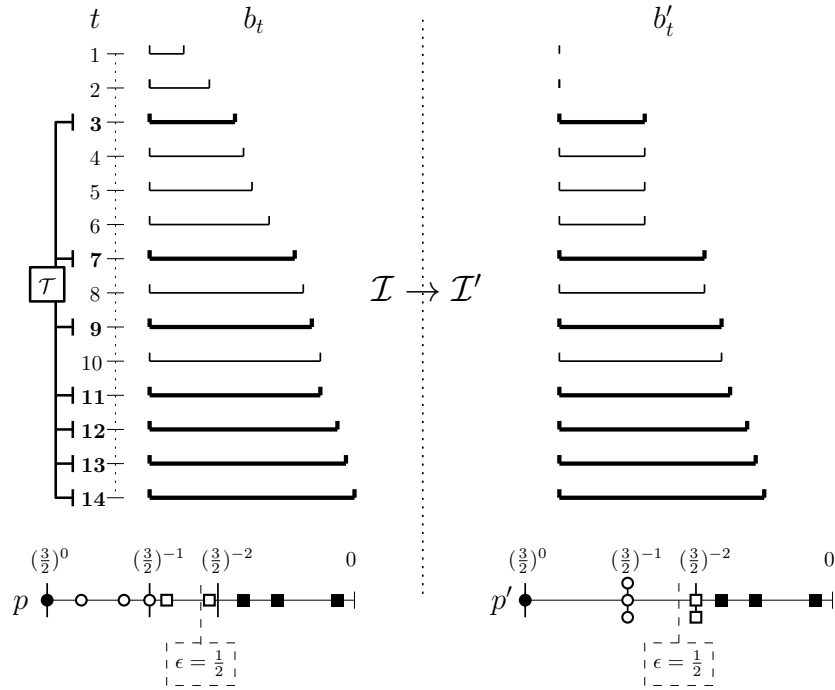 t b_t b'_t
1
2
3
4
5
6
7
𝒯
8
ℐ → ℐ'
9
10
11
12
13
14
(3/2)^0 (3/2)^{-1} (3/2)^{-2} 0 (3/2)^0 (3/2)^{-1} (3/2)^{-2} 0
p p'
ϵ = 1/2 ϵ = 1/2